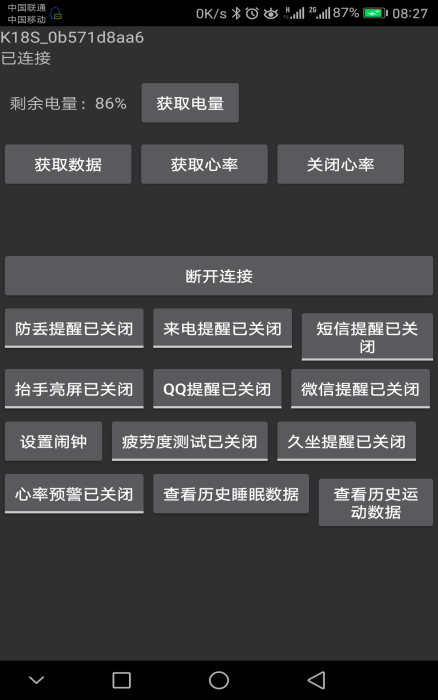 中国联通
中国移动
0K/s 2G 87% 08:27
K18S_0b571d8aa6
已连接
剩余电量：86% 获取电量
获取数据 获取心率 关闭心率
断开连接
防丢提醒已关闭 来电提醒已关闭 短信提醒已关
闭
抬手亮屏已关闭 QQ提醒已关闭 微信提醒已关闭
设置闹钟 疲劳度测试已关闭 久坐提醒已关闭
心率预警已关闭 查看历史睡眠数据 查看历史运
动数据